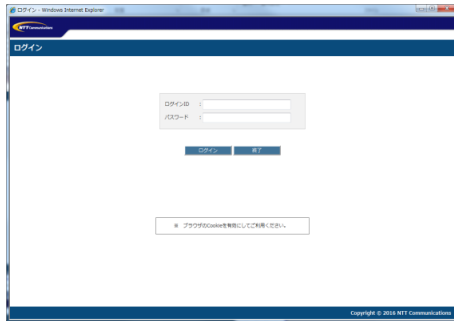 ログイン - Windows Internet Explorer
NTT Communications
ログイン
ログインID :
パスワード :
ログイン 終了
※ ブラウザのCookieを有効にしてご利用ください。
Copyright © 2016 NTT Communications